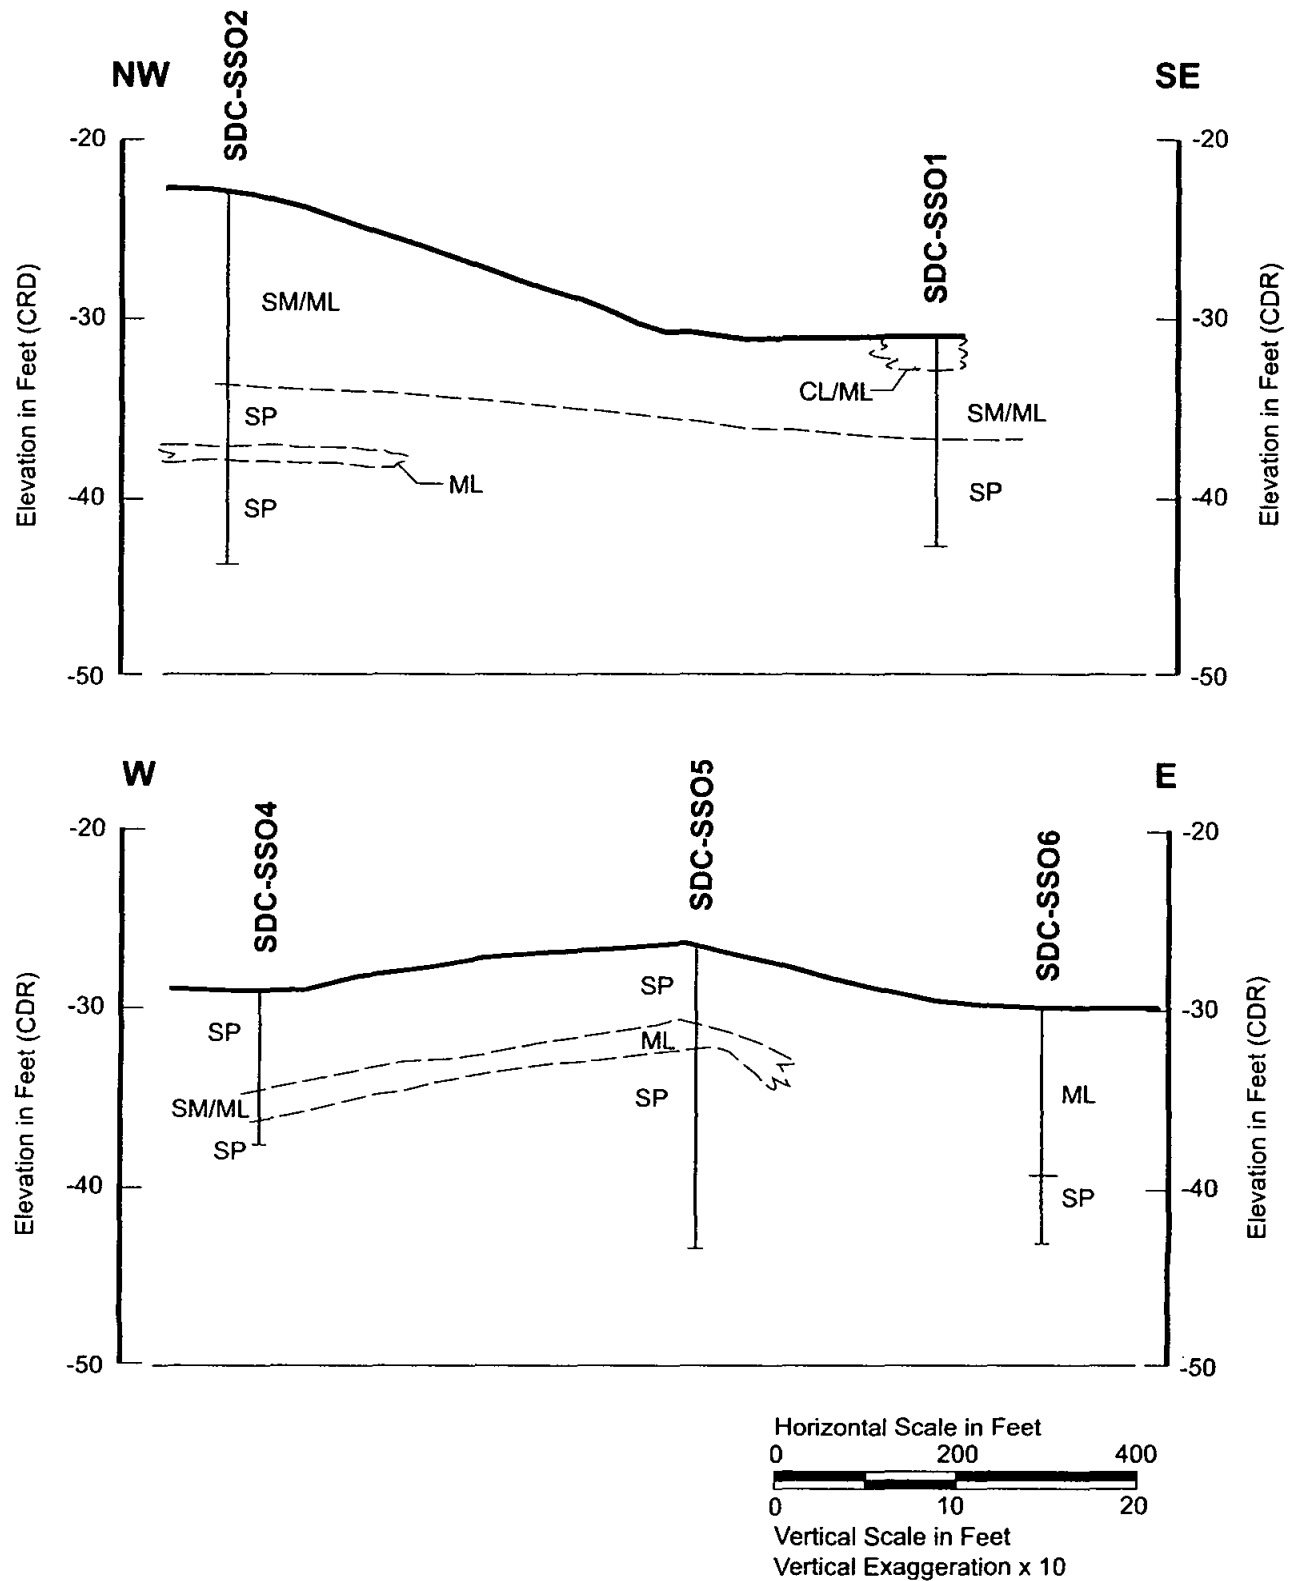 NW
SDC-SSO2
SE
-20
-20
SDC-SSO1
Elevation in Feet (CRD)
Elevation in Feet (CDR)
SM/ML
-30
-30
CL/ML
SP
SM/ML
ML
SP
-40
SP
-40
-50
-50
W
E
SDC-SSO4
SDC-SSO5
SDC-SSO6
-20
-20
Elevation in Feet (CDR)
Elevation in Feet (CDR)
SP
-30
-30
SP
ML
SM/ML
SP
ML
SP
-40
-40
SP
-50
-50
Horizontal Scale in Feet
0 200 400
0 10 20
Vertical Scale in Feet
Vertical Exaggeration x 10